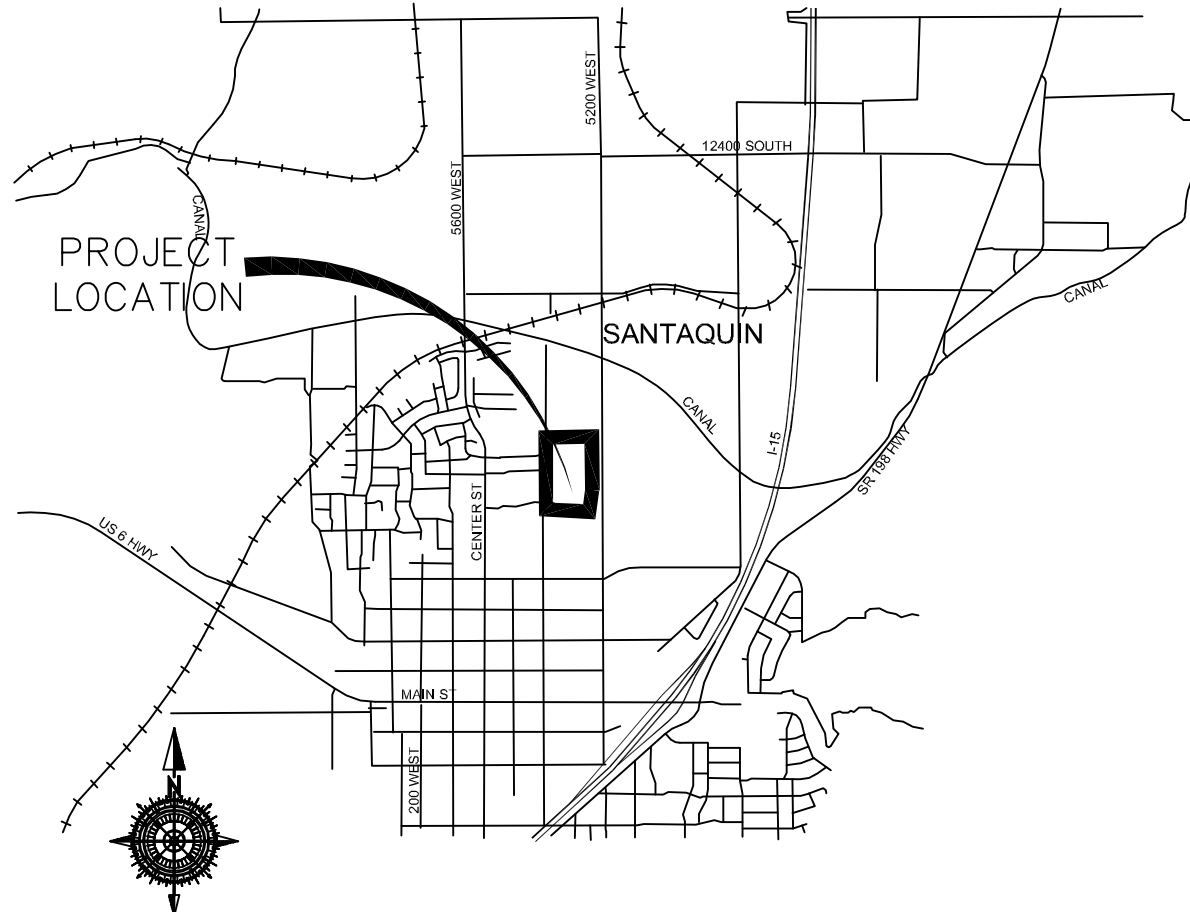 5200 WEST
12400 SOUTH
5600 WEST
CANAL
PROJECT
LOCATION
CANAL
SANTAQUIN
CANAL
I-15
SR 198 HWY
CENTER ST
US 6 HWY
MAIN ST
200 WEST
N